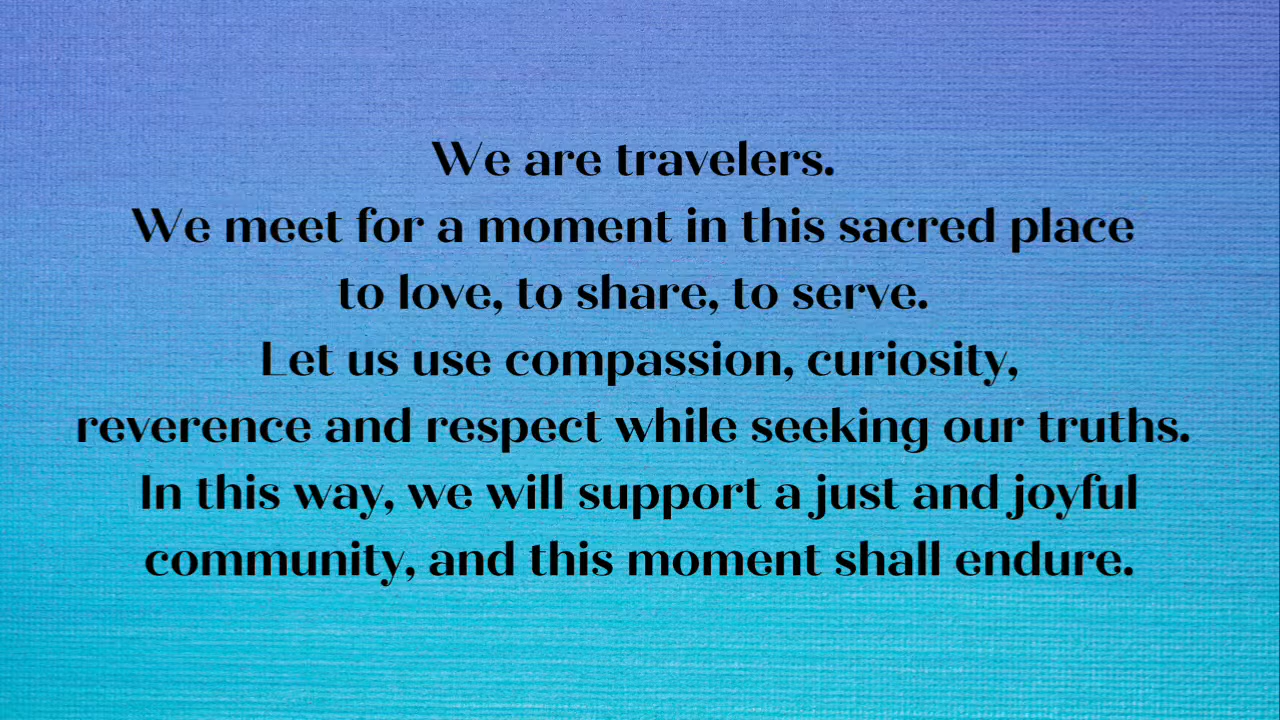 We are travelers.
We meet for a moment in this sacred place
to love, to share, to serve.
Let us use compassion, curiosity,
reverence and respect while seeking our truths.
In this way, we will support a just and joyful
community, and this moment shall endure.